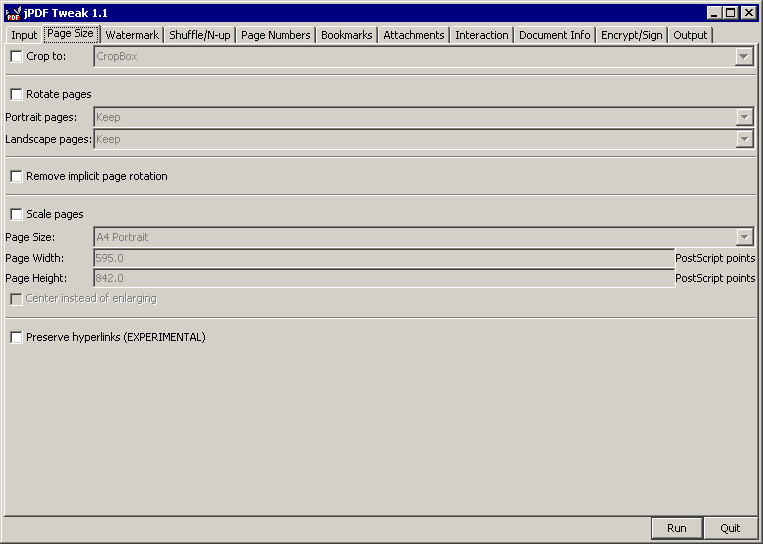 jPDF Tweak 1.1
Input Page Size Watermark Shuffle/N-up Page Numbers Bookmarks Attachments Interaction Document Info Encrypt/Sign Output
Crop to: CropBox
Rotate pages
Portrait pages: Keep
Landscape pages: Keep
Remove implicit page rotation
Scale pages
Page Size: A4 Portrait
Page Width: 595.0 PostScript points
Page Height: 842.0 PostScript points
Center instead of enlarging
Preserve hyperlinks (EXPERIMENTAL)
Run Quit